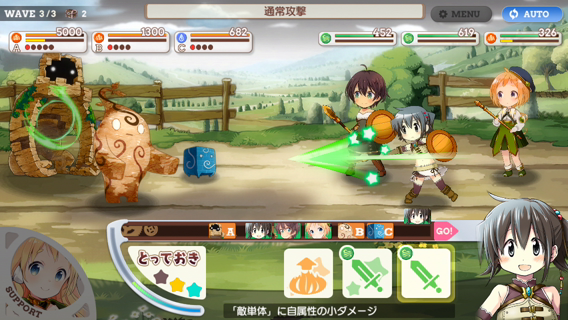 WAVE 3/3 2
通常攻撃
MENU
AUTO
5000
A
1300
B
682
C
452
619
326
A
B
C
GO!
とっておき
SUPPORT
「敵単体」に自属性の小ダメージ